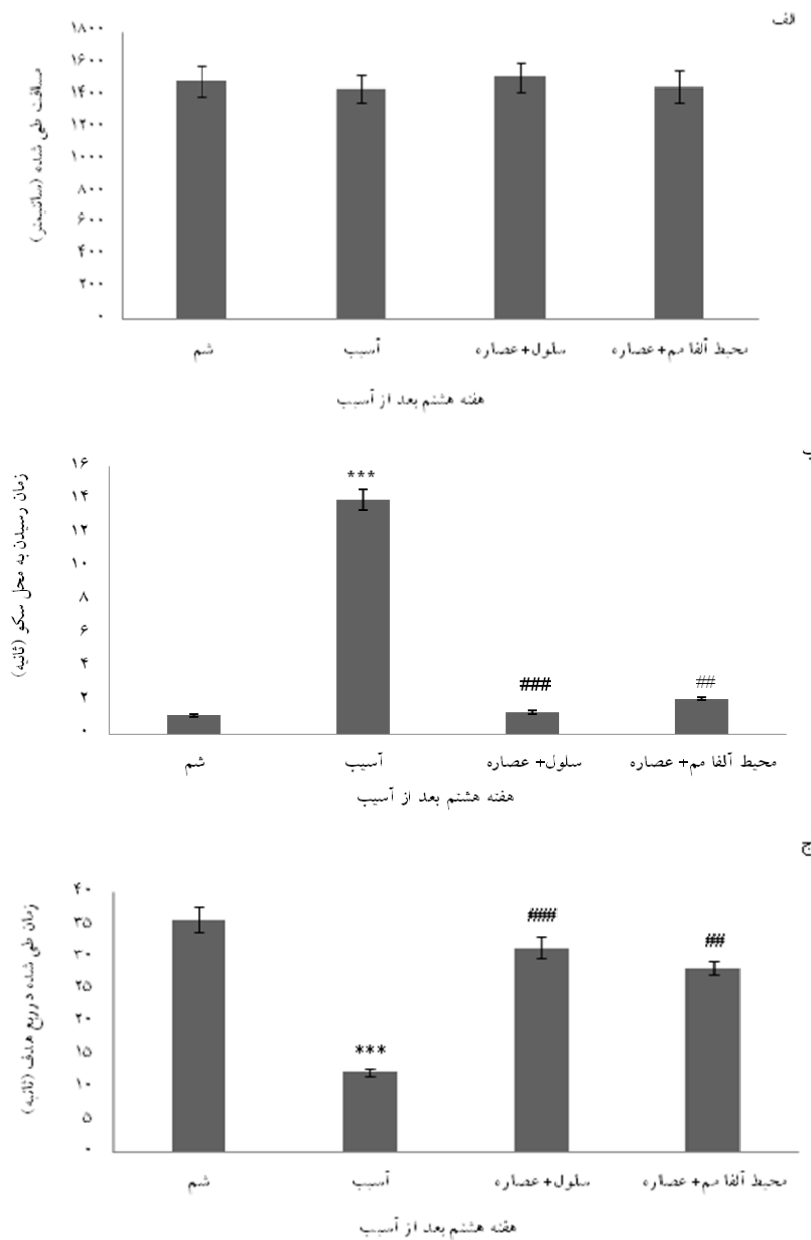 الف
مسافت طی شده (سانتیمتر)
۱۸۰۰
۱۶۰۰
۱۴۰۰
۱۲۰۰
۱۰۰۰
۸۰۰
۶۰۰
۴۰۰
۲۰۰
۰
شم آسیب سلول+عصاره محیط آلفا مم+عصاره
هفته هشتم بعد از آسیب
ب
زمان رسیدن به محل سکو (ثانیه)
۱۶
۱۴
۱۲
۱۰
۸
۶
۴
۲
۰
***
###
##
شم آسیب سلول+ عصاره محیط آلفا مم+ عصاره
هفته هشتم بعد از آسیب
ج
زمان طی شده درربع هدف (ثانیه)
۴۰
۳۵
۳۰
۲۵
۲۰
۱۵
۱۰
۵
۰
***
###
##
شم آسیب سلول+عصاره محیط آلفا مم+عصاره
هفته هشتم بعد از آسیب